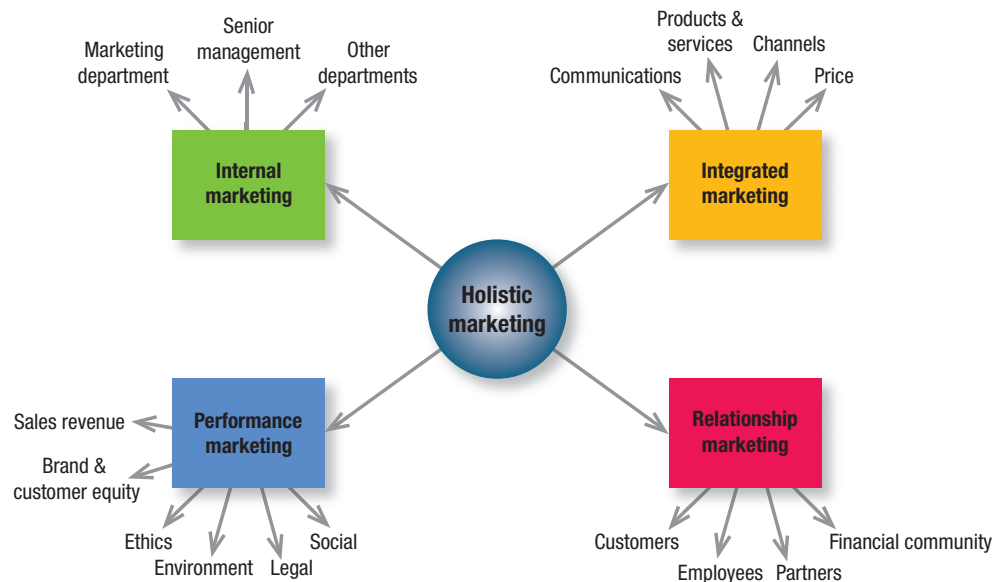 Senior
management
Marketing
department
Other
departments
Products &
services
Channels
Communications
Price
Internal
marketing
Integrated
marketing
Holistic
marketing
Performance
marketing
Relationship
marketing
Sales revenue
Brand &
customer equity
Ethics
Environment
Legal
Social
Customers
Employees
Partners
Financial community